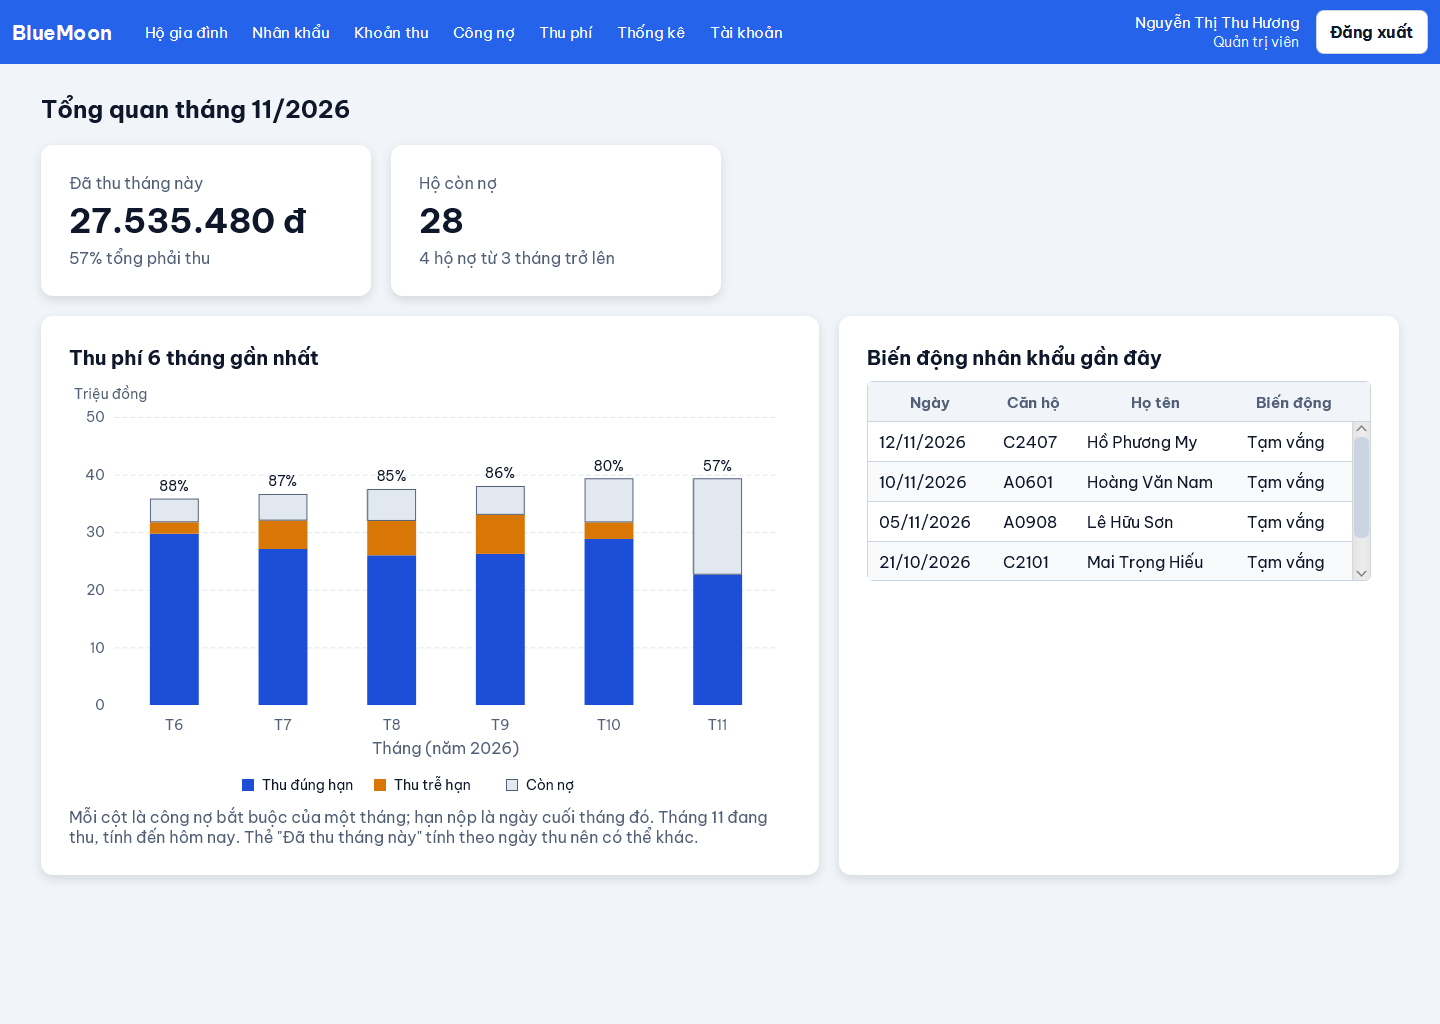 BlueMoon
Hộ gia đình Nhân khẩu Khoản thu Công nợ Thu phí Thống kê Tài khoản
Nguyễn Thị Thu Hương
Quản trị viên
Đăng xuất
Tổng quan tháng 11/2026
Đã thu tháng này
27.535.480 đ
57% tổng phải thu
Hộ còn nợ
28
4 hộ nợ từ 3 tháng trở lên
Thu phí 6 tháng gần nhất
Triệu đồng
50
40
30
20
10
0
88% 87% 85% 86% 80% 57%
T6 T7 T8 T9 T10 T11
Tháng (năm 2026)
Thu đúng hạn Thu trễ hạn Còn nợ
Mỗi cột là công nợ bắt buộc của một tháng; hạn nộp là ngày cuối tháng đó. Tháng 11 đang
thu, tính đến hôm nay. Thẻ "Đã thu tháng này" tính theo ngày thu nên có thể khác.
Biến động nhân khẩu gần đây
Ngày Căn hộ Họ tên Biến động
12/11/2026 C2407 Hồ Phương My Tạm vắng
10/11/2026 A0601 Hoàng Văn Nam Tạm vắng
05/11/2026 A0908 Lê Hữu Sơn Tạm vắng
21/10/2026 C2101 Mai Trọng Hiếu Tạm vắng